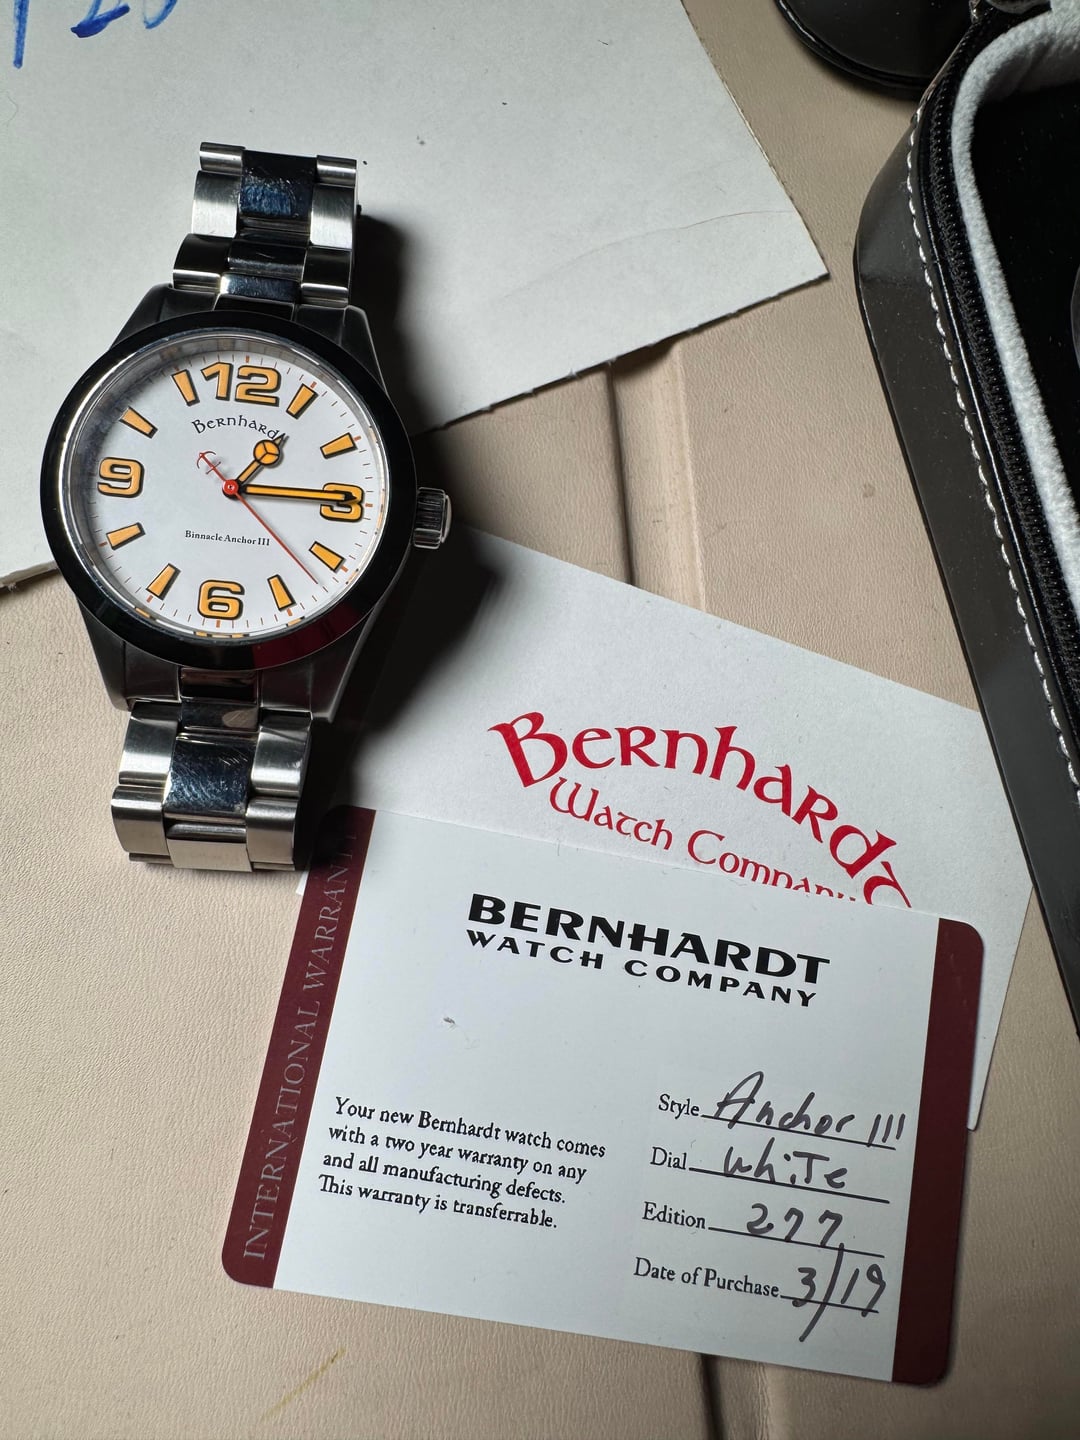 12
Bernhardt
9
3
Binnacle Anchor III
6
Bernhardt
Watch Company
BERNHARDT
WATCH COMPANY
INTERNATIONAL WARRANTY
Your new Bernhardt watch comes
with a two year warranty on any
and all manufacturing defects.
This warranty is transferrable.
Style Anchor III
Dial White
Edition 277
Date of Purchase 3/19